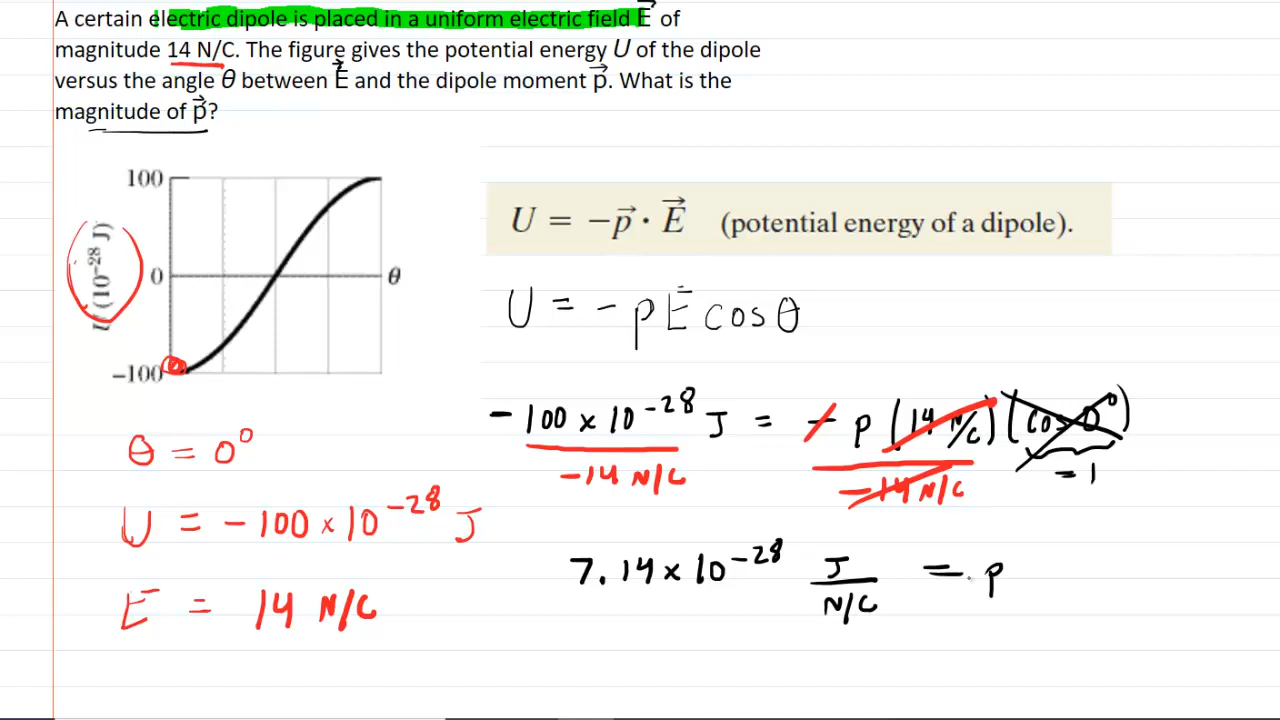 A certain electric dipole is placed in a uniform electric field E⃗ of
magnitude 14 N/C. The figure gives the potential energy U of the dipole
versus the angle θ between E⃗ and the dipole moment p⃗. What is the
magnitude of p⃗?
100
0
-100
U (10⁻²⁸ J)
θ
U = −p⃗ · E⃗ (potential energy of a dipole).
U = - pE cosθ
-100 x 10⁻²⁸ J = - p (14 N/C) (cos 0°)
-14 N/C -14 N/C = 1
7.14 x 10⁻²⁸ J / N/C = p
θ = 0°
U = -100 x 10⁻²⁸ J
E = 14 N/C